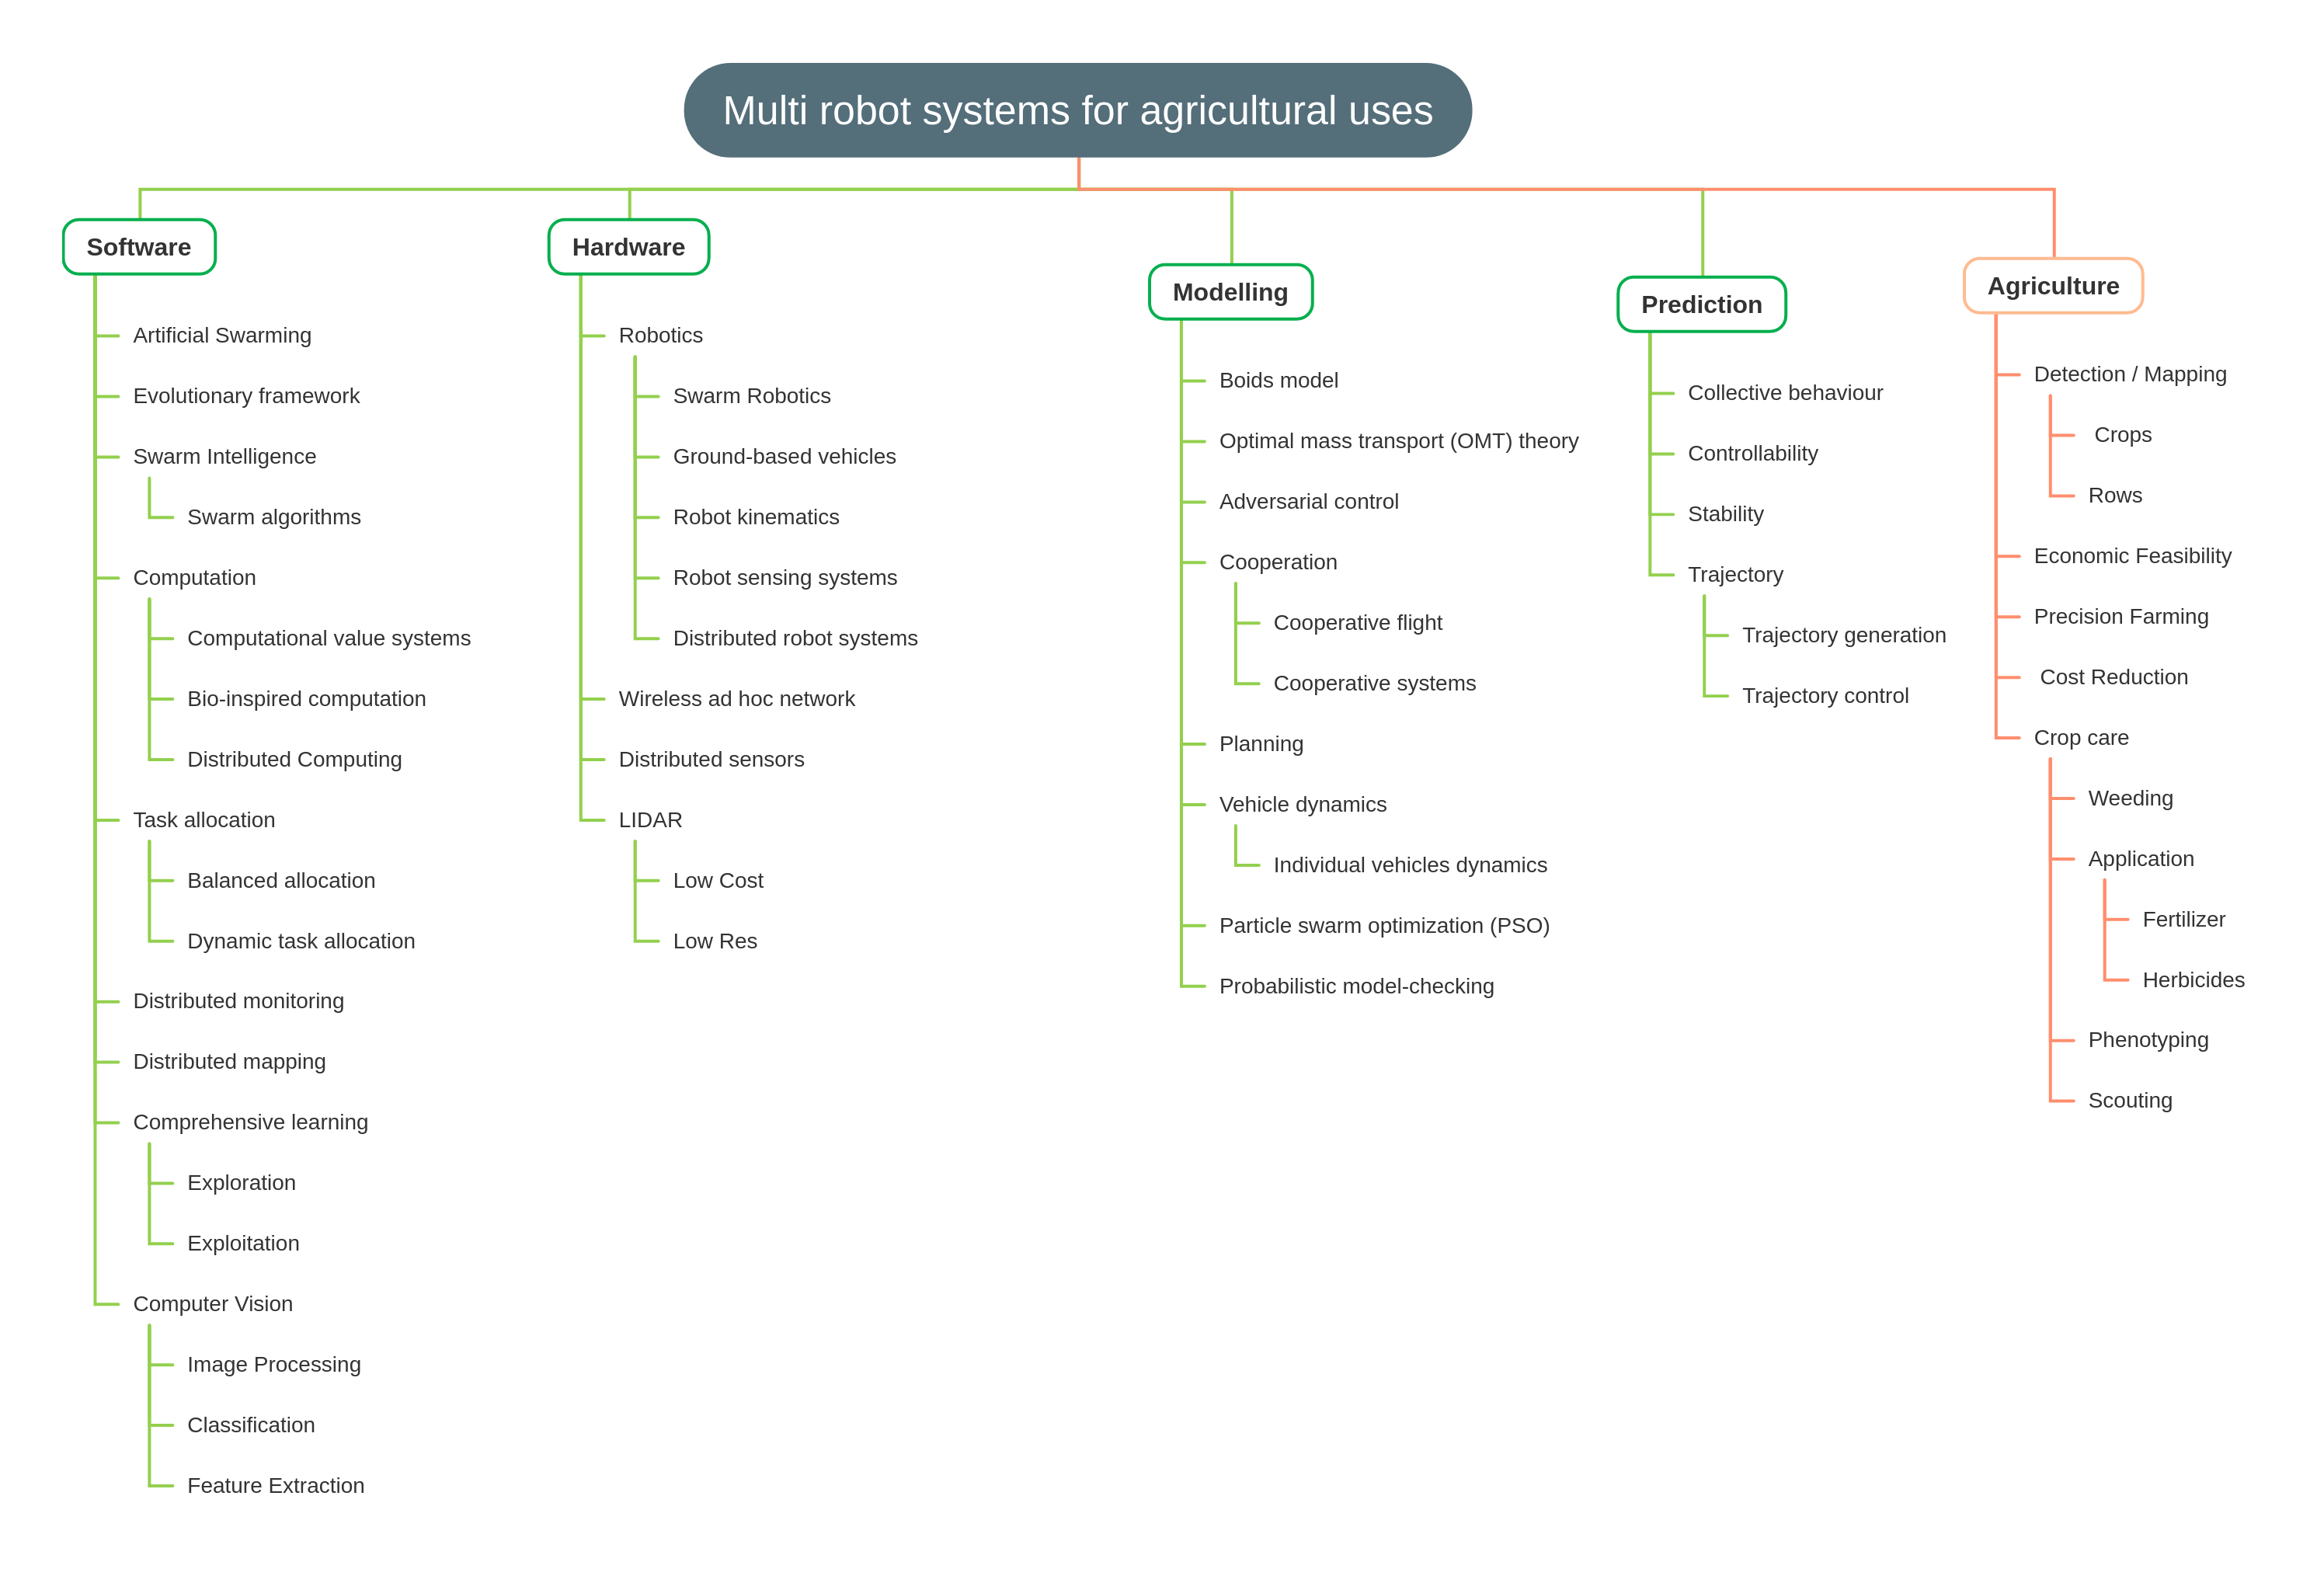 Multi robot systems for agricultural uses
Software
Artificial Swarming
Evolutionary framework
Swarm Intelligence
Swarm algorithms
Computation
Computational value systems
Bio-inspired computation
Distributed Computing
Task allocation
Balanced allocation
Dynamic task allocation
Distributed monitoring
Distributed mapping
Comprehensive learning
Exploration
Exploitation
Computer Vision
Image Processing
Classification
Feature Extraction
Hardware
Robotics
Swarm Robotics
Ground-based vehicles
Robot kinematics
Robot sensing systems
Distributed robot systems
Wireless ad hoc network
Distributed sensors
LIDAR
Low Cost
Low Res
Modelling
Boids model
Optimal mass transport (OMT) theory
Adversarial control
Cooperation
Cooperative flight
Cooperative systems
Planning
Vehicle dynamics
Individual vehicles dynamics
Particle swarm optimization (PSO)
Probabilistic model-checking
Prediction
Collective behaviour
Controllability
Stability
Trajectory
Trajectory generation
Trajectory control
Agriculture
Detection / Mapping
Crops
Rows
Economic Feasibility
Precision Farming
Cost Reduction
Crop care
Weeding
Application
Fertilizer
Herbicides
Phenotyping
Scouting